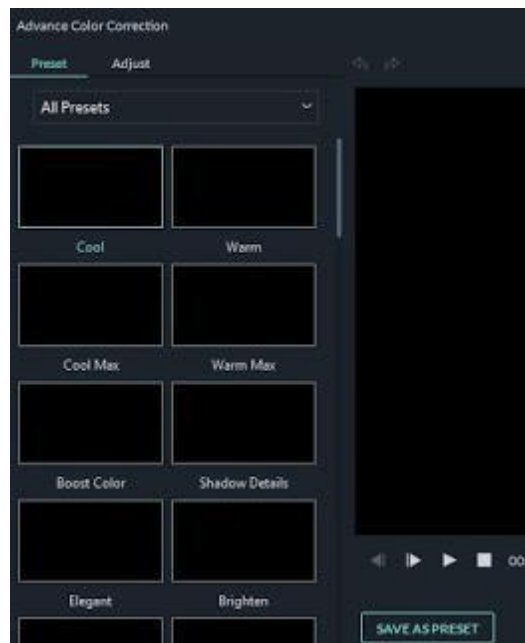 Advance Color Correction
Preset Adjust
All Presets
Cool Warm
Cool Max Warm Max
Boost Color Shadow Details
Elegant Brighten
00
SAVE AS PRESET